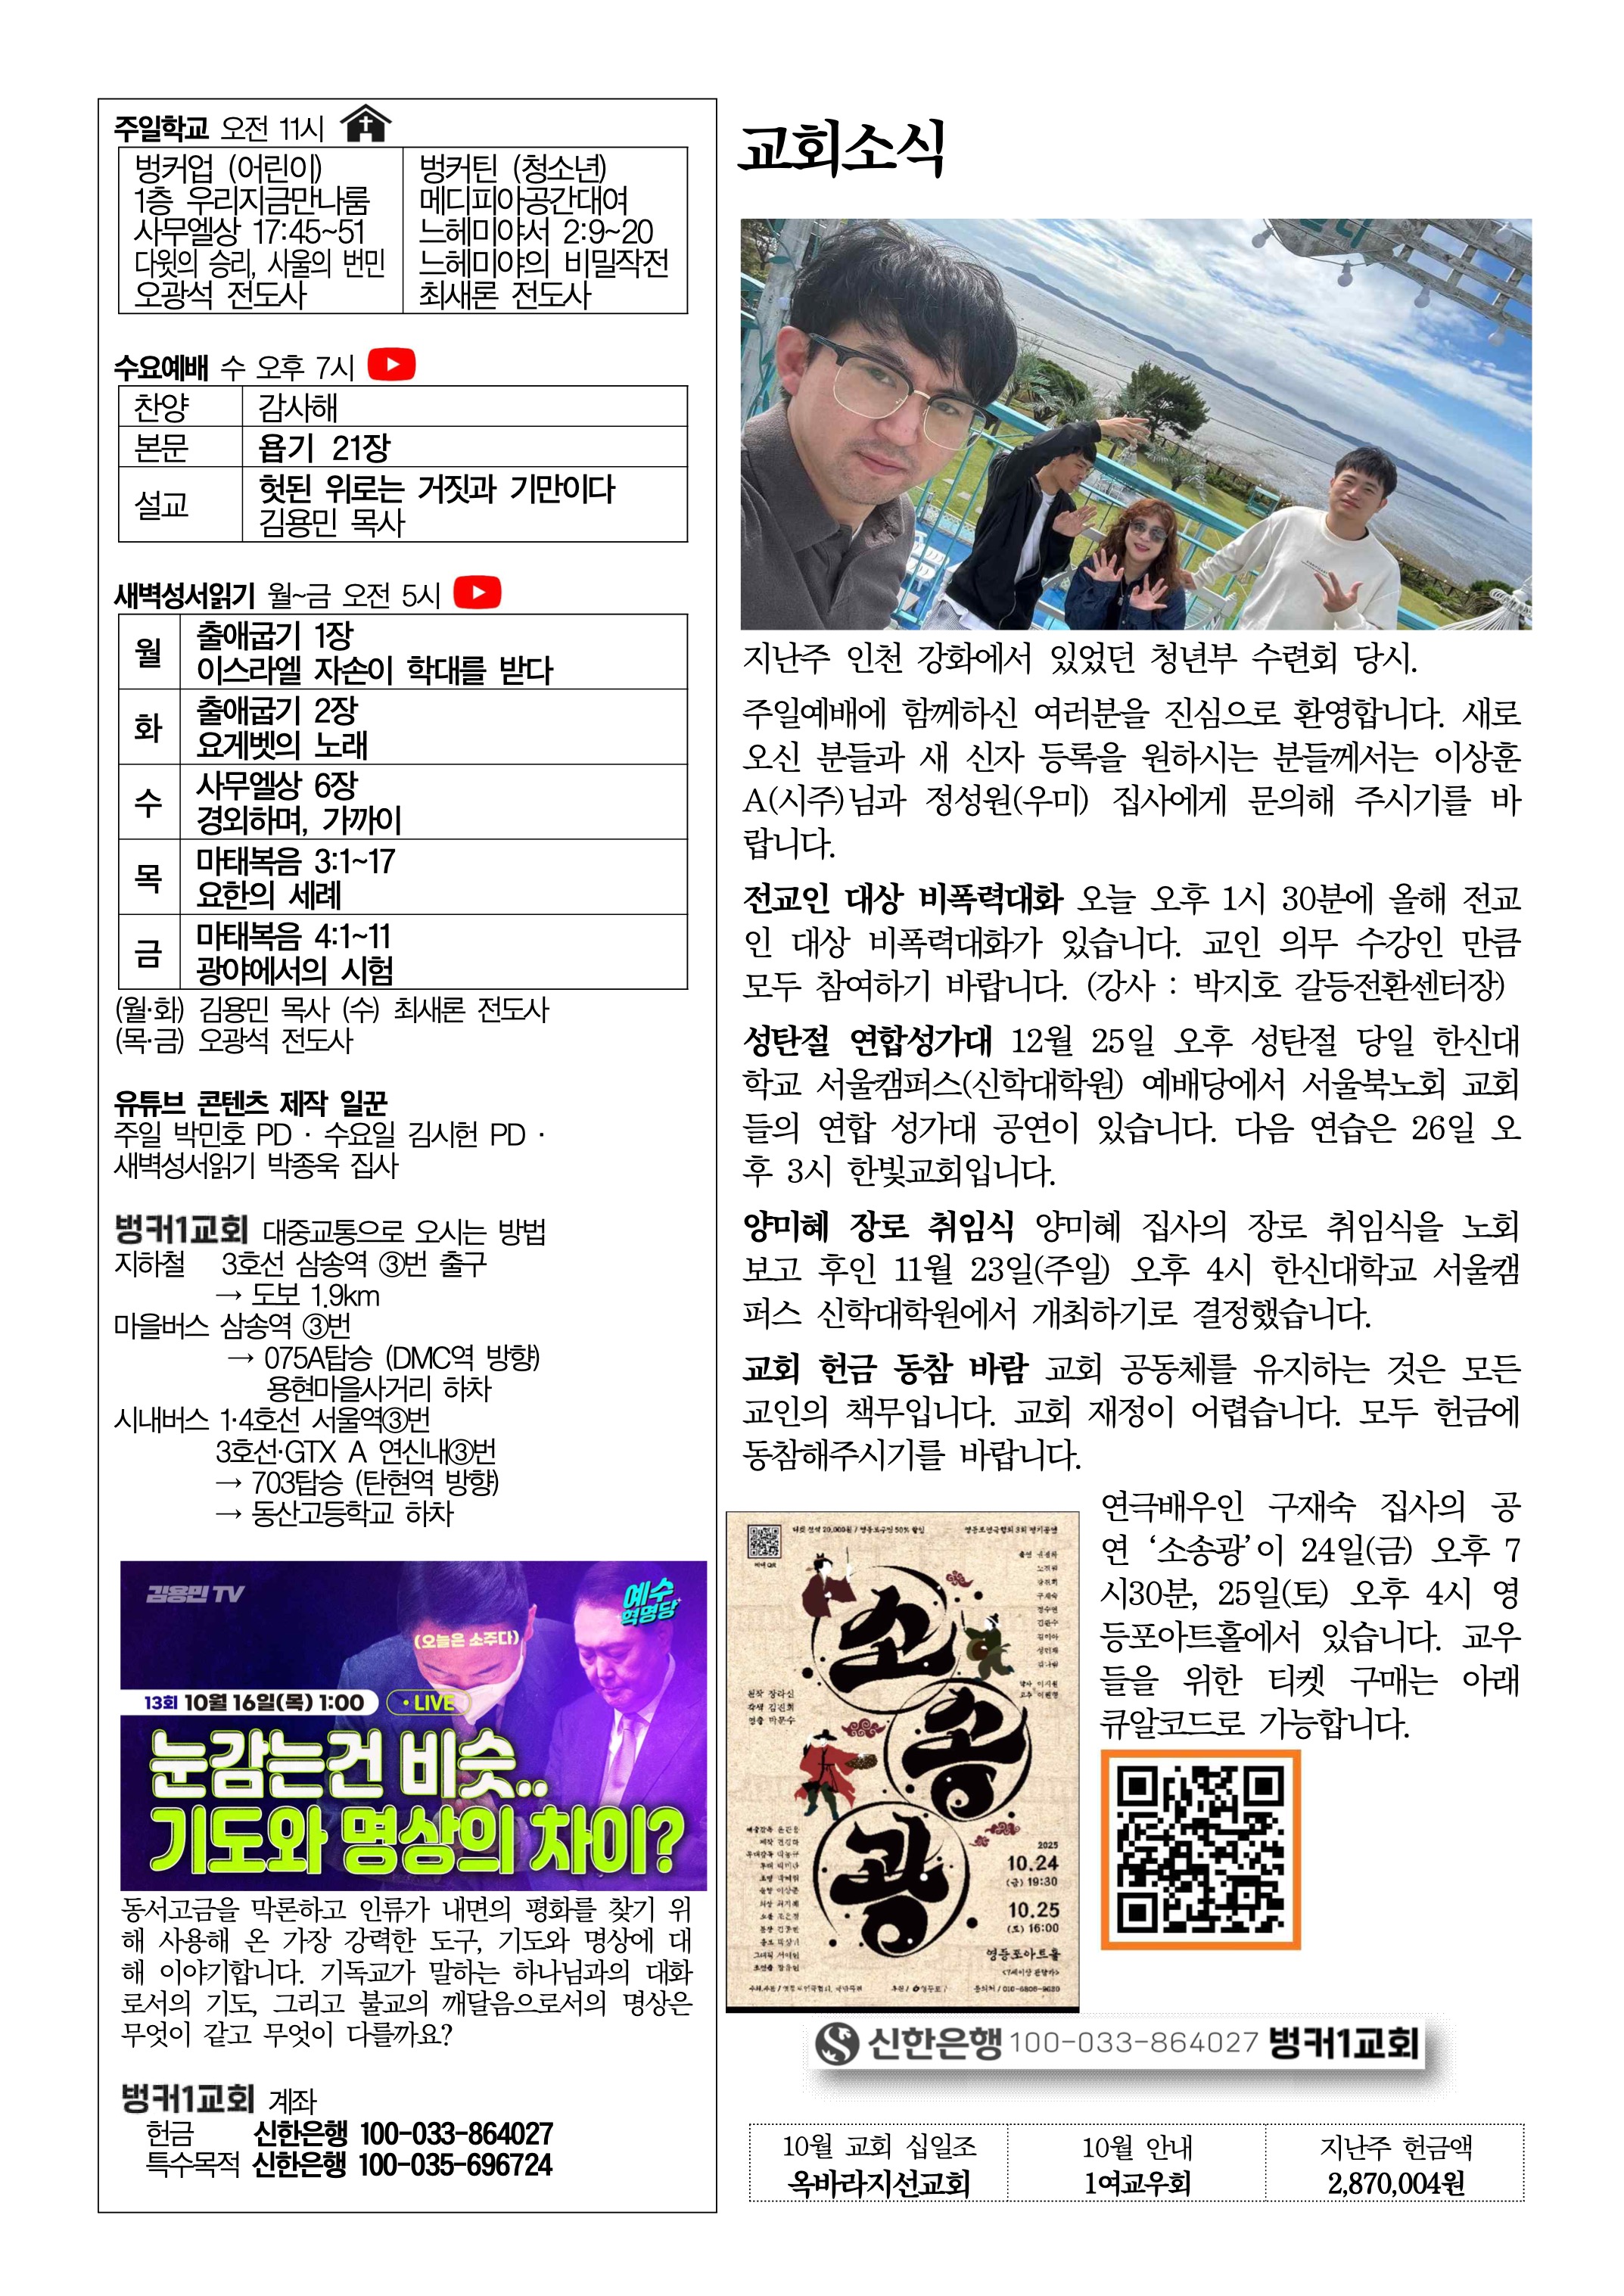 주일학교 오전 11시
벙커업 (어린이)
1층 우리지금만나룸
사무엘상 17:45~51
다윗의 승리, 사울의 번민
오광석 전도사
벙커틴 (청소년)
메디피아공간대여
느헤미야서 2:9~20
느헤미야의 비밀작전
최새론 전도사
수요예배 수 오후 7시
찬양 감사해
본문 욥기 21장
설교 헛된 위로는 거짓과 기만이다
김용민 목사
새벽성서읽기 월~금 오전 5시
월 출애굽기 1장
이스라엘 자손이 학대를 받다
화 출애굽기 2장
요게벳의 노래
수 사무엘상 6장
경외하며, 가까이
목 마태복음 3:1~17
요한의 세례
금 마태복음 4:1~11
광야에서의 시험
(월·화) 김용민 목사 (수) 최새론 전도사
(목·금) 오광석 전도사
유튜브 콘텐츠 제작 일꾼
주일 박민호 PD · 수요일 김시헌 PD ·
새벽성서읽기 박종욱 집사
벙커1교회 대중교통으로 오시는 방법
지하철 3호선 삼송역 ③번 출구
→ 도보 1.9km
마을버스 삼송역 ③번
→ 075A탑승 (DMC역 방향)
용현마을사거리 하차
시내버스 1·4호선 서울역③번
3호선·GTX A 연신내③번
→ 703탑승 (탄현역 방향)
→ 동산고등학교 하차
김용민 TV
예수
혁명당
(오늘은 소주다)
13회 10월 16일(목) 1:00 • LIVE
눈감는건 비슷..
기도와 명상의 차이?
동서고금을 막론하고 인류가 내면의 평화를 찾기 위
해 사용해 온 가장 강력한 도구, 기도와 명상에 대
해 이야기합니다. 기독교가 말하는 하나님과의 대화
로서의 기도, 그리고 불교의 깨달음으로서의 명상은
무엇이 같고 무엇이 다를까요?
벙커1교회 계좌
헌금 신한은행 100-033-864027
특수목적 신한은행 100-035-696724
교회소식
지난주 인천 강화에서 있었던 청년부 수련회 당시.
주일예배에 함께하신 여러분을 진심으로 환영합니다. 새로
오신 분들과 새 신자 등록을 원하시는 분들께서는 이상훈
A(시주)님과 정성원(우미) 집사에게 문의해 주시기를 바
랍니다.
전교인 대상 비폭력대화 오늘 오후 1시 30분에 올해 전교
인 대상 비폭력대화가 있습니다. 교인 의무 수강인 만큼
모두 참여하기 바랍니다. (강사 : 박지호 갈등전환센터장)
성탄절 연합성가대 12월 25일 오후 성탄절 당일 한신대
학교 서울캠퍼스(신학대학원) 예배당에서 서울북노회 교회
들의 연합 성가대 공연이 있습니다. 다음 연습은 26일 오
후 3시 한빛교회입니다.
양미혜 장로 취임식 양미혜 집사의 장로 취임식을 노회
보고 후인 11월 23일(주일) 오후 4시 한신대학교 서울캠
퍼스 신학대학원에서 개최하기로 결정했습니다.
교회 헌금 동참 바람 교회 공동체를 유지하는 것은 모든
교인의 책무입니다. 교회 재정이 어렵습니다. 모두 헌금에
동참해주시기를 바랍니다.
소송광
2025
10.24
(금) 19:30
10.25
(토) 16:00
영등포아트홀
연극배우인 구재숙 집사의 공
연 ‘소송광’이 24일(금) 오후 7
시30분, 25일(토) 오후 4시 영
등포아트홀에서 있습니다. 교우
들을 위한 티켓 구매는 아래
큐알코드로 가능합니다.
신한은행 100-033-864027 벙커1교회
10월 교회 십일조
옥바라지선교회
10월 안내
1여교우회
지난주 헌금액
2,870,004원